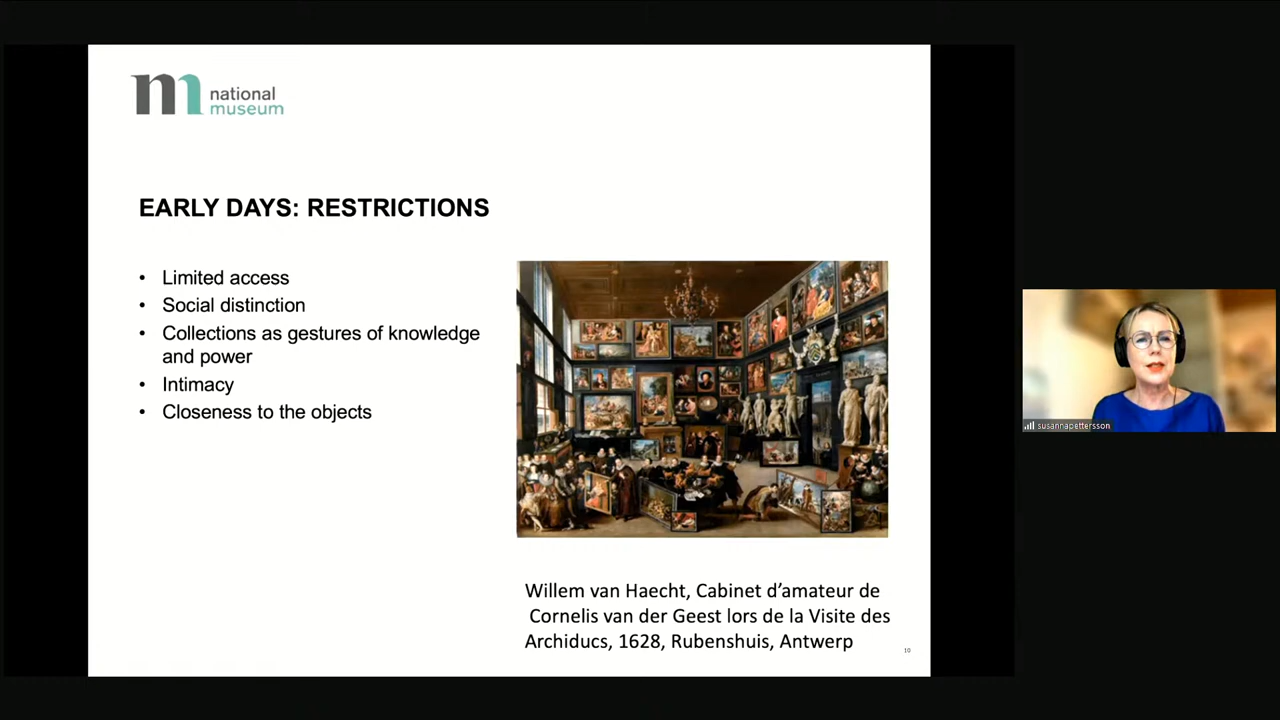 national
museum
EARLY DAYS: RESTRICTIONS
• Limited access
• Social distinction
• Collections as gestures of knowledge
and power
• Intimacy
• Closeness to the objects
Willem van Haecht, Cabinet d’amateur de
Cornelis van der Geest lors de la Visite des
Archiducs, 1628, Rubenshuis, Antwerp
10
susannapettersson